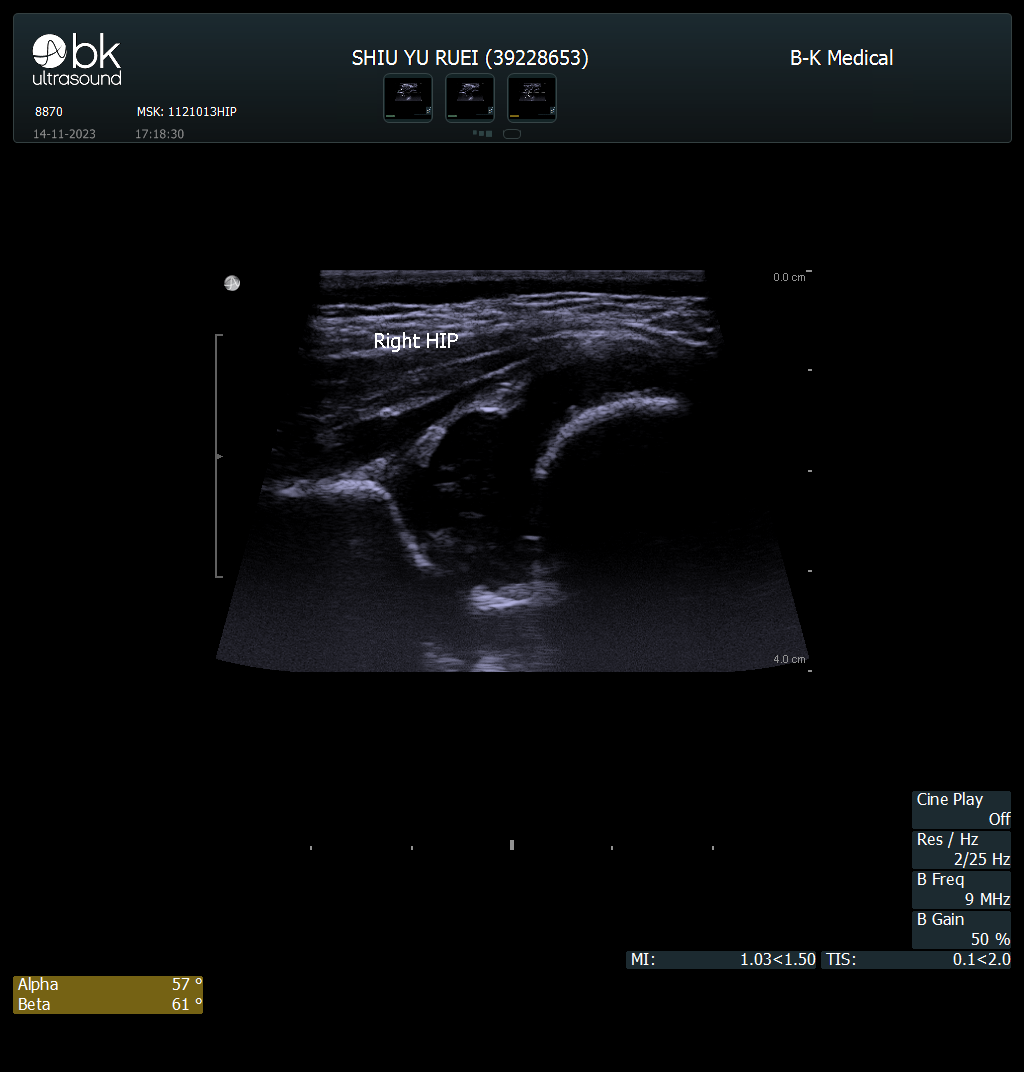 bk
ultrasound
SHIU YU RUEI (39228653)
B-K Medical
8870
MSK: 1121013HIP
14-11-2023
17:18:30
0.0 cm
Right HIP
4.0 cm
Cine Play
Off
Res / Hz
2/25 Hz
B Freq
9 MHz
B Gain
50 %
MI: 1.03<1.50
TIS: 0.1<2.0
Alpha 57 º
Beta 61 º